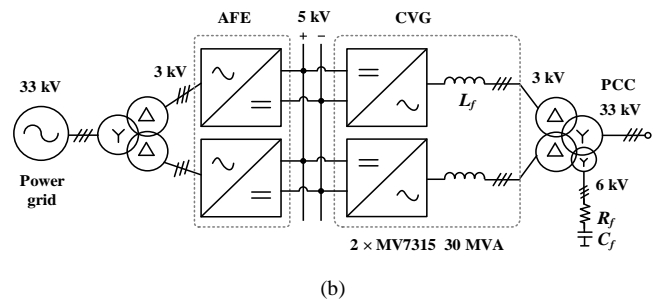 AFE
5 kV
CVG
+
−
33 kV
3 kV
3 kV
PCC
33 kV
Δ
Y
Δ
L_f
Δ
Y
Δ
Y
Power
grid
6 kV
R_f
C_f
2 × MV7315 30 MVA
(b)